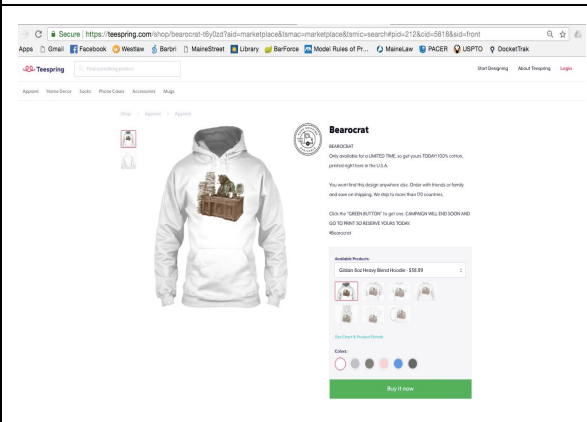 Secure https://teespring.com/shop/bearocrat-t6y0zd?aid=marketplace&tsmac=marketplace&tsmic=search#pid=212&cid=5818&sid=front
Apps Gmail Facebook Westlaw Barbri MaineStreet Library BarForce Model Rules of Pr... MaineLaw PACER USPTO DocketTrak
Teespring Find something perfect Start Designing About Teespring Login
Apparel Home Decor Socks Phone Cases Accessories Mugs
Shop Apparel Apparel
Bearocrat
BEAROCRAT
Only available for a LIMITED TIME, so get yours TODAY! 100% cotton,
printed right here in the U.S.A.
You won't find this design anywhere else. Order with friends or family
and save on shipping. We ship to more than 170 countries.
Click the "GREEN BUTTON" to get one. CAMPAIGN WILL END SOON AND
GO TO PRINT SO RESERVE YOURS TODAY.
#Bearocrat
Available Products:
Gildan 8oz Heavy Blend Hoodie - $38.99
Size Chart & Product Details
Colors:
Buy it now